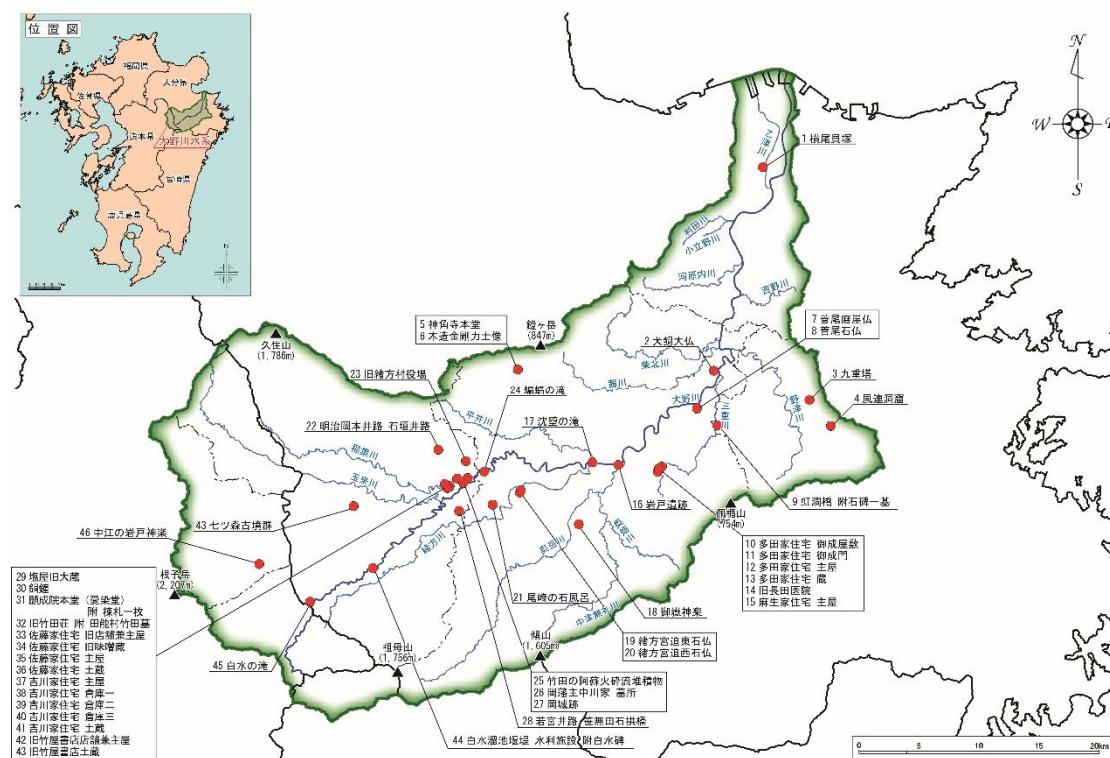 位置図
福岡県
大分県
佐賀県
熊本県
大野川水系
宮崎県
鹿児島県
N
N
W
S
乙津川
1 横尾貝塚
判田川
小立野川
河原内川
吉野川
5 神角寺本堂
6 木造金剛力士像
鎧ヶ岳
(847m)
7 菅尾磨崖仏
8 菅尾石仏
2 犬飼大仏
柴北川
茜川
久住山
(1,786m)
23 旧緒方村役場
24 蝙蝠の滝
大野川
三重川
野津川
3 九重塔
4 風連洞窟
平井川
17 沈堕の滝
22 明治岡本井路 石垣井路
稲葉川
玉来川
16 岩戸遺跡
9 虹澗橋 附石碑一基
佩楯山
(754m)
10 多田家住宅 御成屋敷
11 多田家住宅 御成門
12 多田家住宅 主屋
13 多田家住宅 蔵
14 旧長田医院
15 麻生家住宅 主屋
46 中江の岩戸神楽
43 七ツ森古墳群
緒方川
奥岳川
根子岳
(2,207m)
21 尾崎の石風呂
18 御嶽神楽
中津無礼川
19 緒方宮迫東石仏
20 緒方宮迫西石仏
29 塩屋旧大蔵
30 銅鐘
31 願成院本堂（愛染堂）
附 棟札一枚
32 旧竹田荘 附 田能村竹田墓
33 佐藤家住宅 旧店舗兼主屋
34 佐藤家住宅 旧味噌蔵
35 佐藤家住宅 主屋
36 佐藤家住宅 土蔵
37 吉川家住宅 主屋
38 吉川家住宅 倉庫一
39 吉川家住宅 倉庫二
40 吉川家住宅 倉庫三
41 吉川家住宅 土蔵
42 旧竹屋書店店舗兼主屋
43 旧竹屋書店土蔵
45 白水の滝
祖母山
(1,756m)
傾山
(1,605m)
25 竹田の阿蘇火砕流堆積物
26 岡藩主中川家 墓所
27 岡城跡
28 若宮井路 笹無田石拱橋
44 白水溜池堰堤 水利施設 附白水碑
0 5 10 15 20km